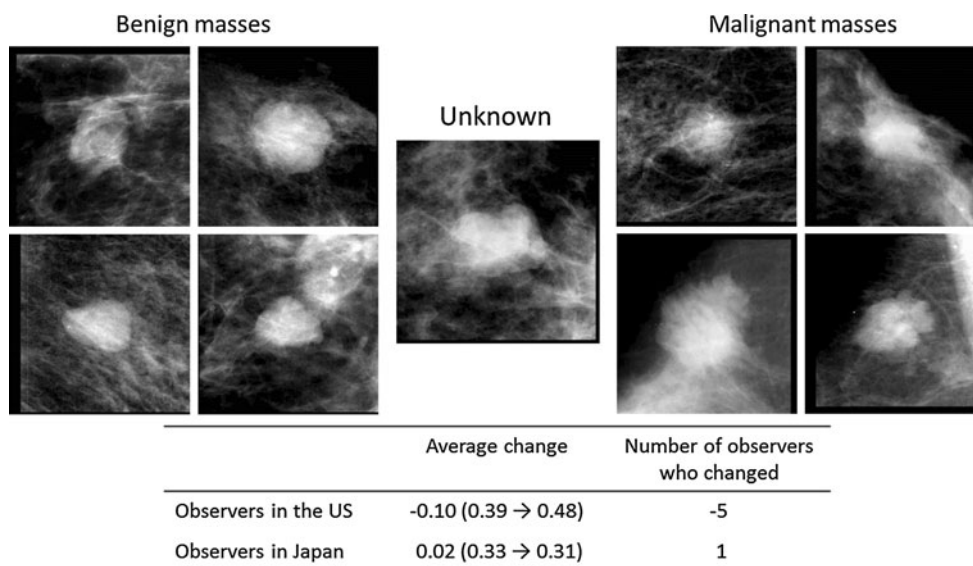 Benign masses
Malignant masses
Unknown
Average change
Number of observers
who changed
Observers in the US -0.10 (0.39 → 0.48) -5
Observers in Japan 0.02 (0.33 → 0.31) 1